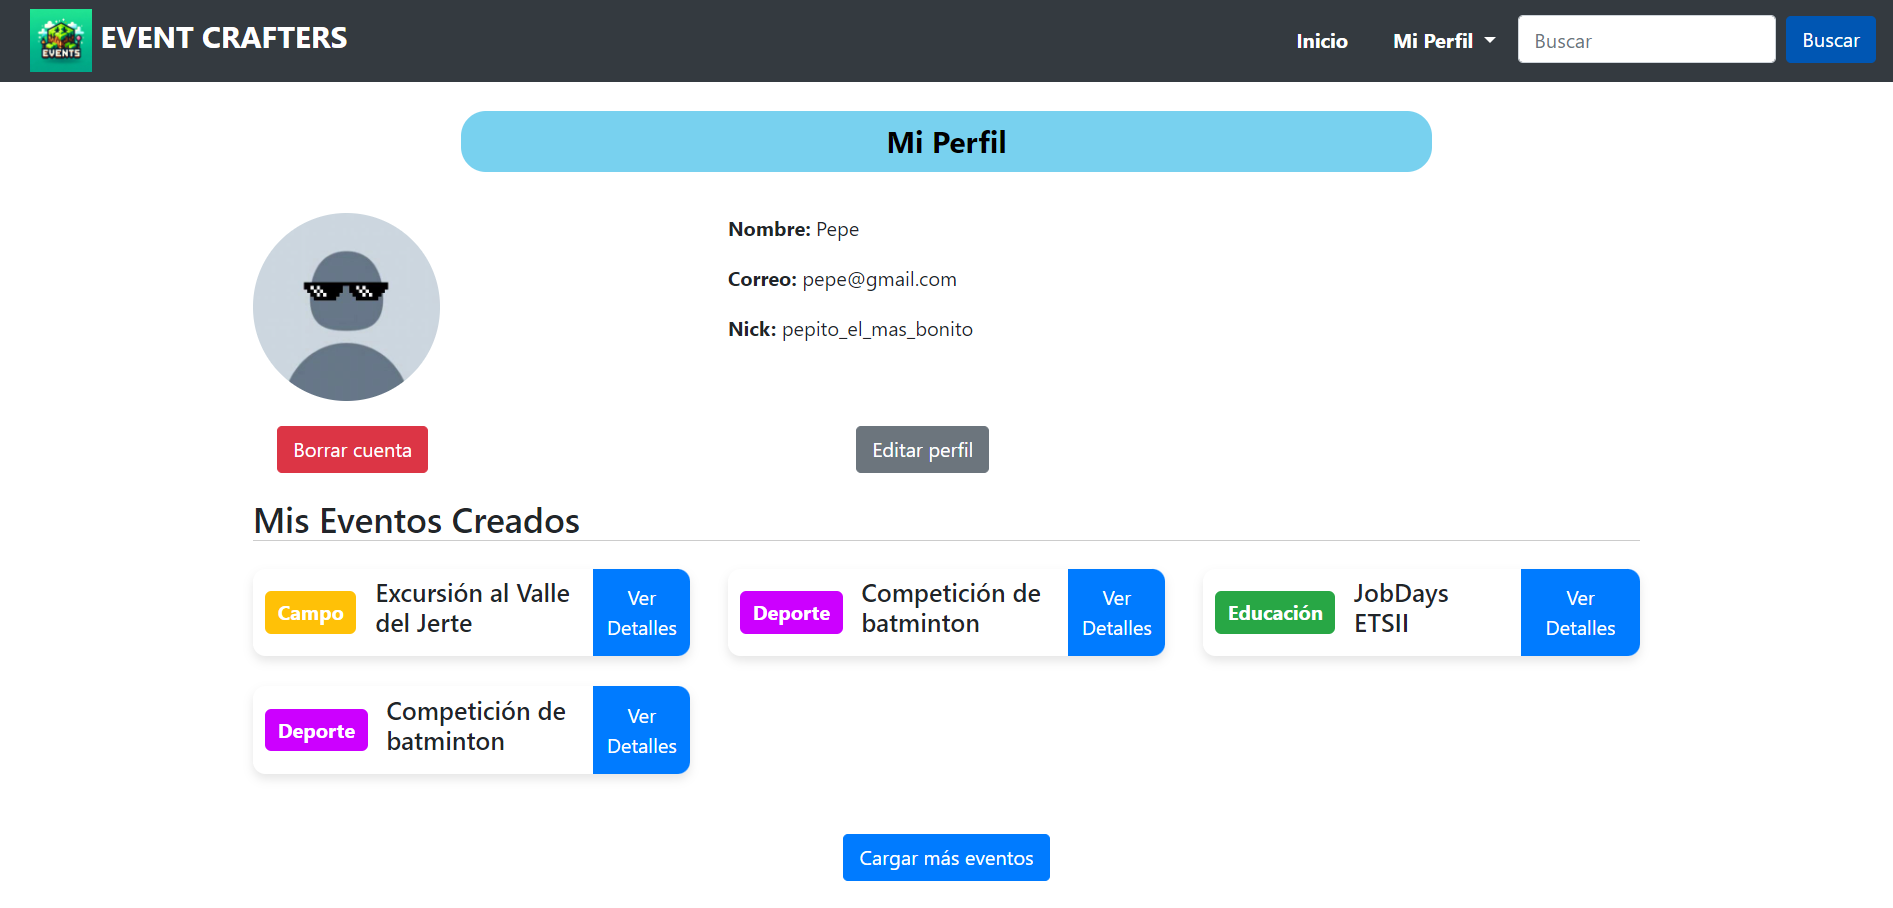 EVENTS
EVENT CRAFTERS
Inicio
Mi Perfil
Buscar
Buscar
Mi Perfil
Nombre: Pepe
Correo: pepe@gmail.com
Nick: pepito_el_mas_bonito
Borrar cuenta
Editar perfil
Mis Eventos Creados
Campo
Excursión al Valle
del Jerte
Ver
Detalles
Deporte
Competición de
batminton
Ver
Detalles
Educación
JobDays
ETSII
Ver
Detalles
Deporte
Competición de
batminton
Ver
Detalles
Cargar más eventos